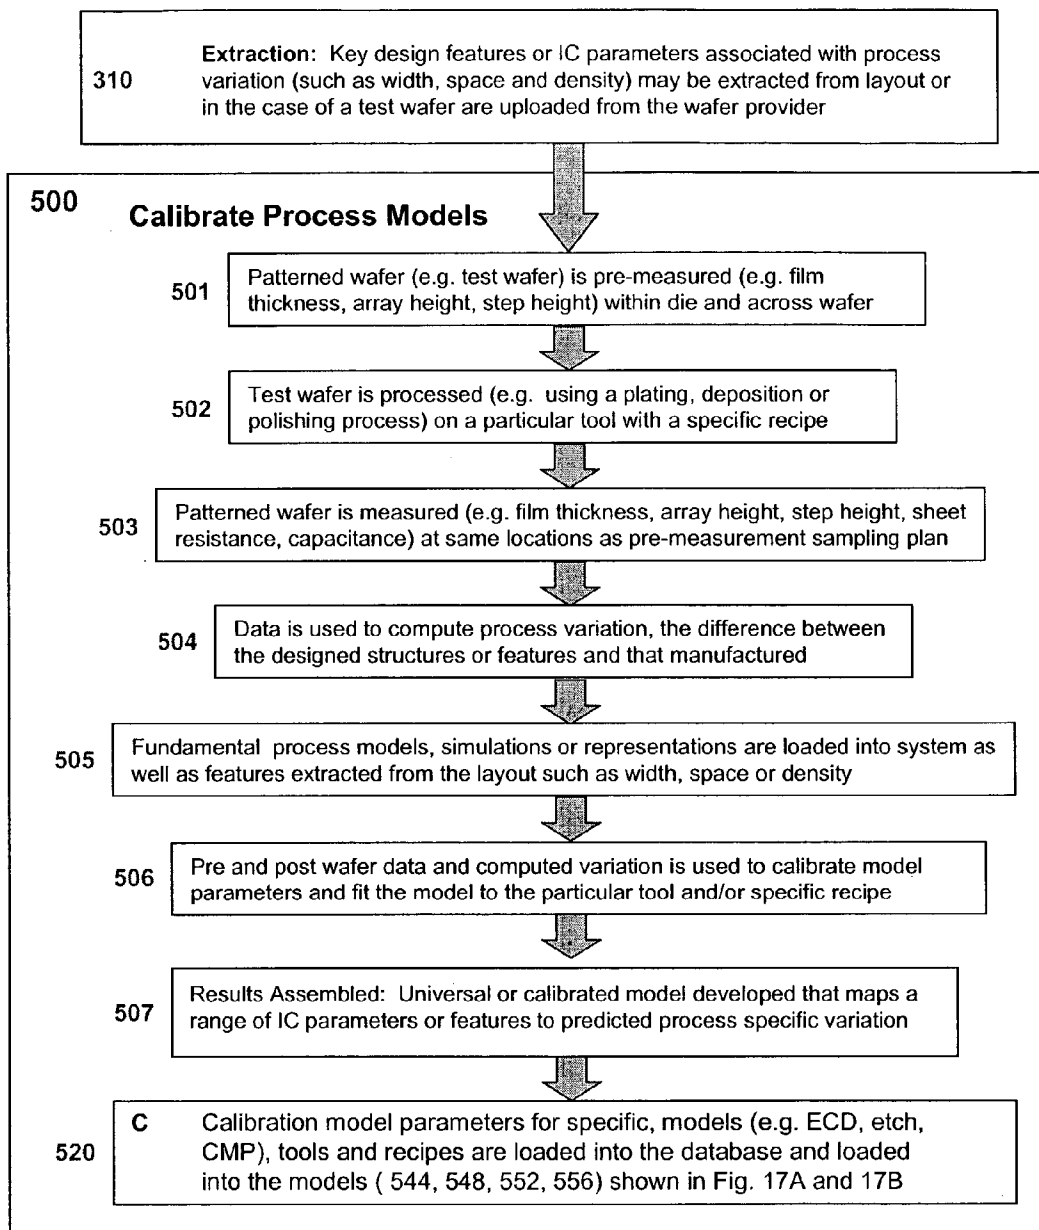 310
Extraction: Key design features or IC parameters associated with process
variation (such as width, space and density) may be extracted from layout or
in the case of a test wafer are uploaded from the wafer provider
500
Calibrate Process Models
501
Patterned wafer (e.g. test wafer) is pre-measured (e.g. film
thickness, array height, step height) within die and across wafer
502
Test wafer is processed (e.g. using a plating, deposition or
polishing process) on a particular tool with a specific recipe
503
Patterned wafer is measured (e.g. film thickness, array height, step height, sheet
resistance, capacitance) at same locations as pre-measurement sampling plan
504
Data is used to compute process variation, the difference between
the designed structures or features and that manufactured
505
Fundamental process models, simulations or representations are loaded into system as
well as features extracted from the layout such as width, space or density
506
Pre and post wafer data and computed variation is used to calibrate model
parameters and fit the model to the particular tool and/or specific recipe
507
Results Assembled: Universal or calibrated model developed that maps a
range of IC parameters or features to predicted process specific variation
520
C Calibration model parameters for specific, models (e.g. ECD, etch,
CMP), tools and recipes are loaded into the database and loaded
into the models ( 544, 548, 552, 556) shown in Fig. 17A and 17B